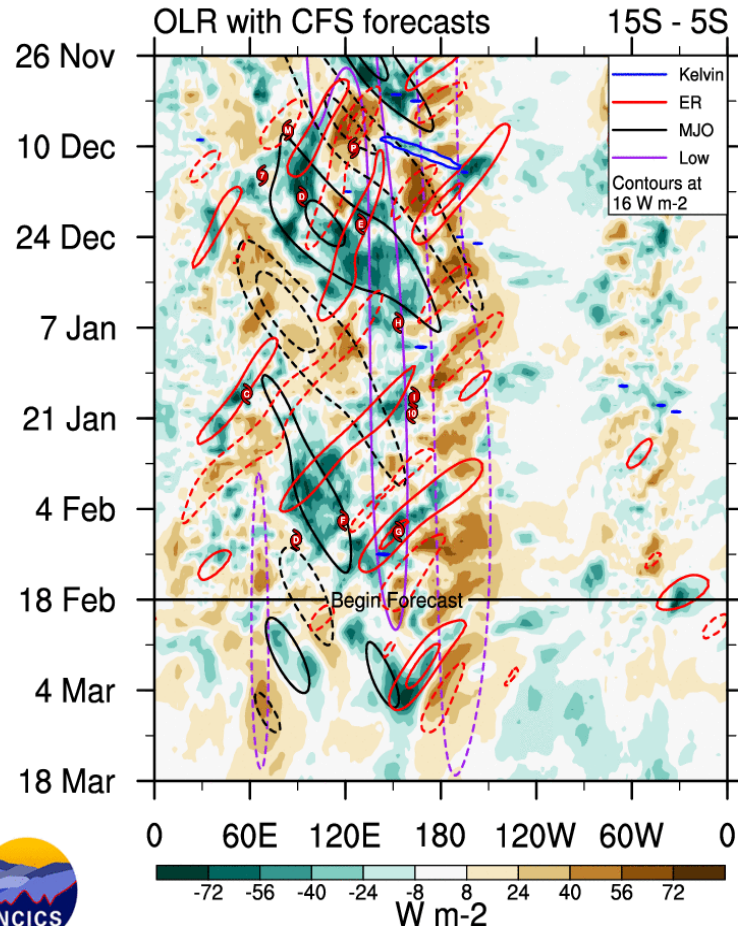 OLR with CFS forecasts 15S - 5S
26 Nov
10 Dec
24 Dec
7 Jan
21 Jan
4 Feb
18 Feb
4 Mar
18 Mar
Kelvin
ER
MJO
Low
Contours at
16 W m-2
M
P
7
D
E
H
C
I
10
F
G
D
Begin Forecast
0 60E 120E 180 120W 60W 0
-72 -56 -40 -24 -8 8 24 40 56 72
W m-2
NCICS